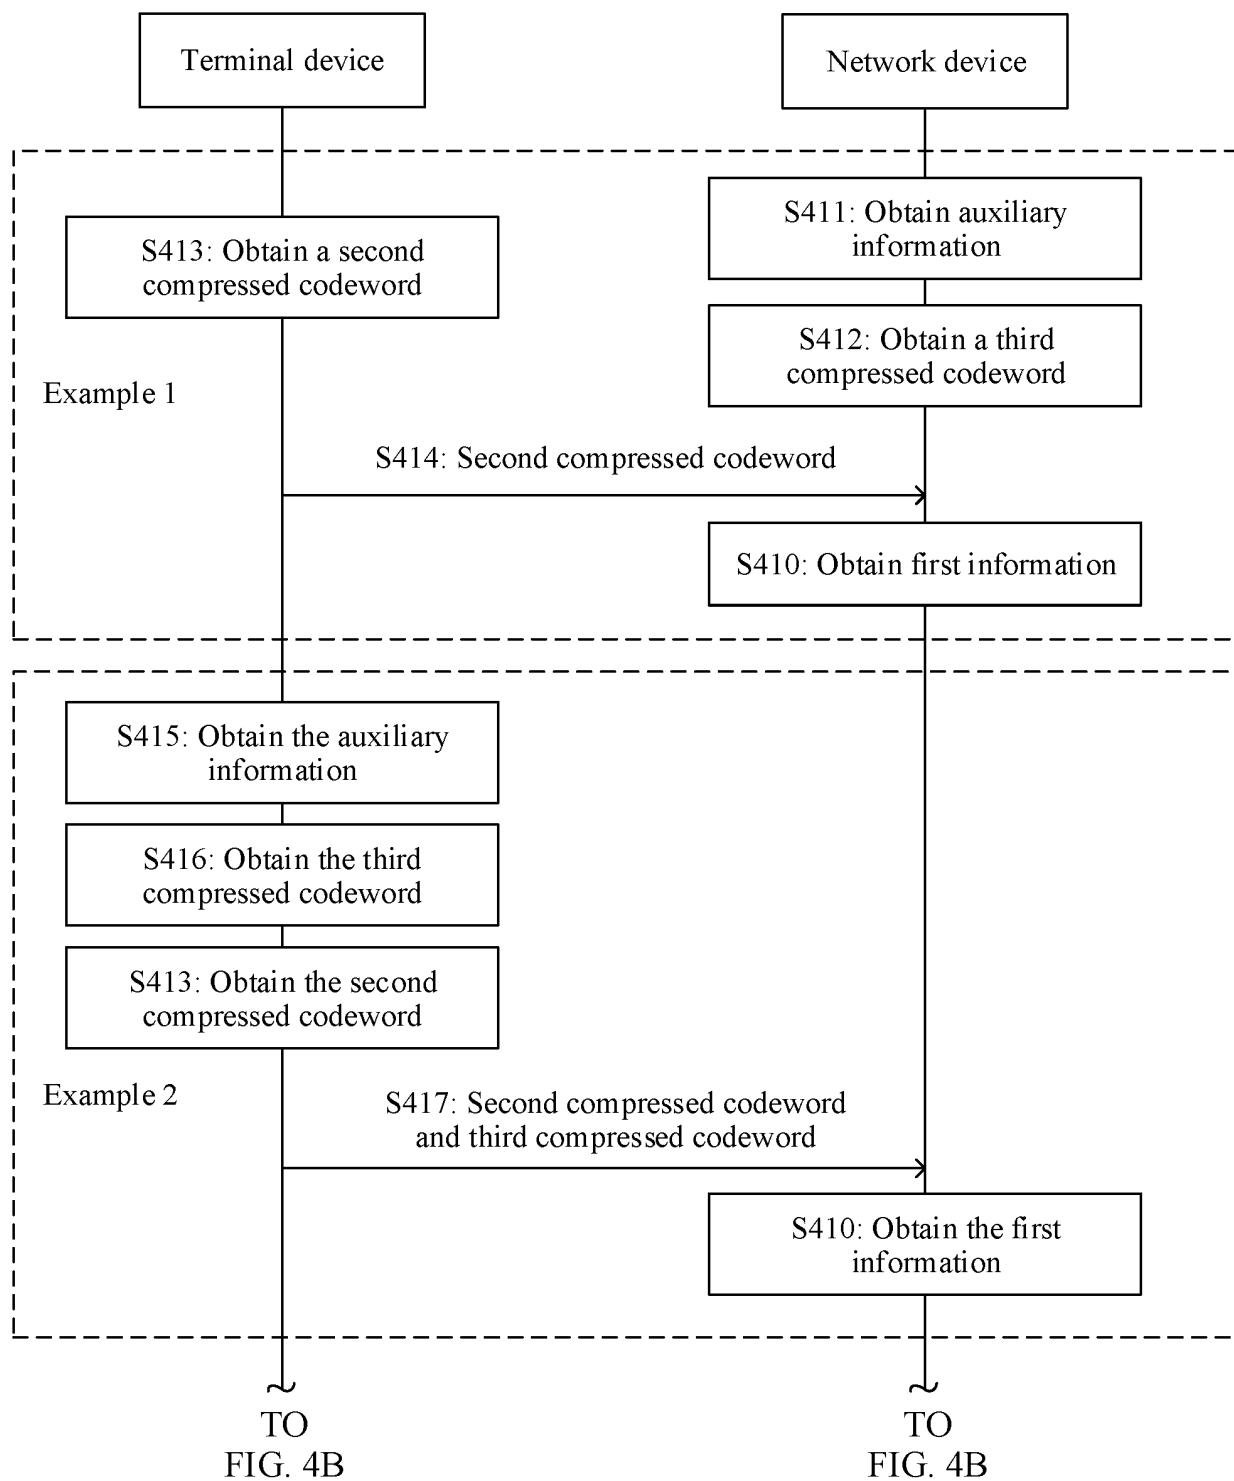 Terminal device
Network device
S411: Obtain auxiliary
information
S413: Obtain a second
compressed codeword
S412: Obtain a third
compressed codeword
Example 1
S414: Second compressed codeword
S410: Obtain first information
S415: Obtain the auxiliary
information
S416: Obtain the third
compressed codeword
S413: Obtain the second
compressed codeword
Example 2
S417: Second compressed codeword
and third compressed codeword
S410: Obtain the first
information
TO
FIG. 4B
TO
FIG. 4B